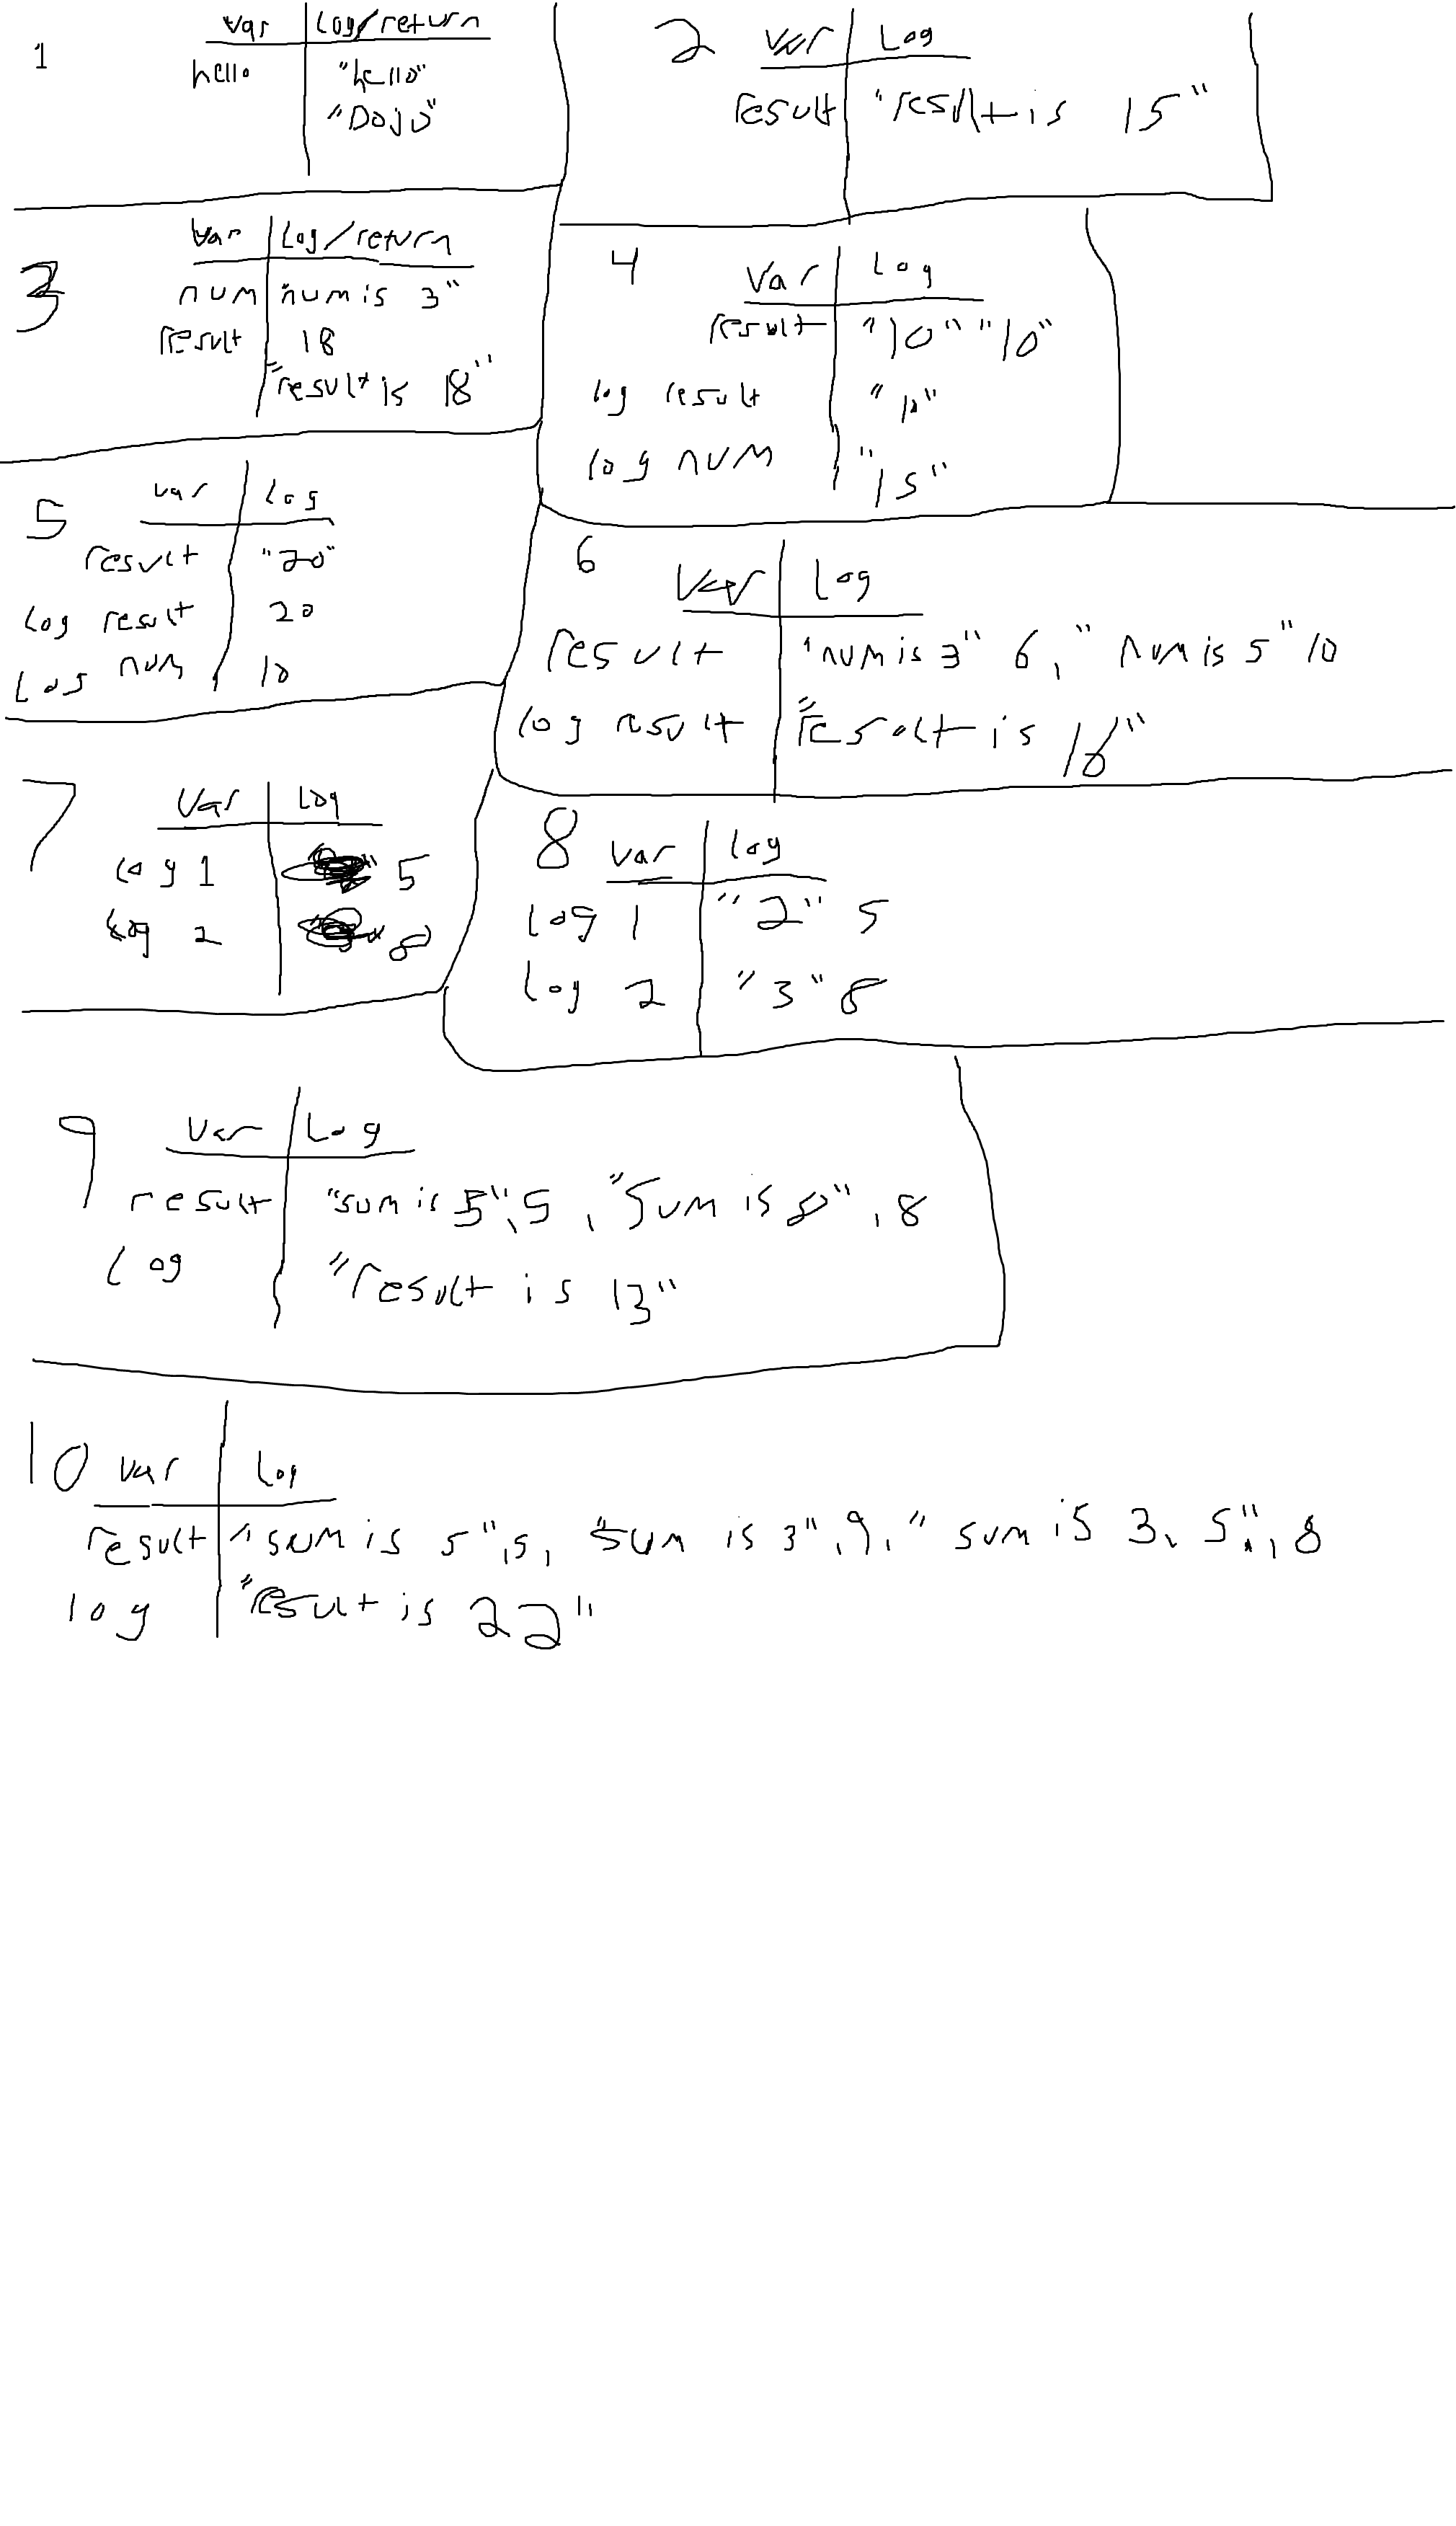 1
var log/return
hello "hello"
"Dojo"
2
var Log
result "result is 15"
3
var Log/return
num "num is 3"
result 18
"result is 18"
4
Var Log
result "10" "10"
log result "10"
log num "15"
5
var Log
result "20"
Log result 20
Log num 10
6
Var log
result "num is 3" 6, "num is 5" 10
log result "result is 16"
7
Var Log
log 1 5
log 2 8
8
var log
log 1 "2" 5
log 2 "3" 8
9
Var Log
result "sum is 5", 5, "Sum is 8", 8
Log "result is 13"
10
var Log
result "sum is 5", 5, "sum is 3", 9, "sum is 3, 5", 8
log "result is 22"